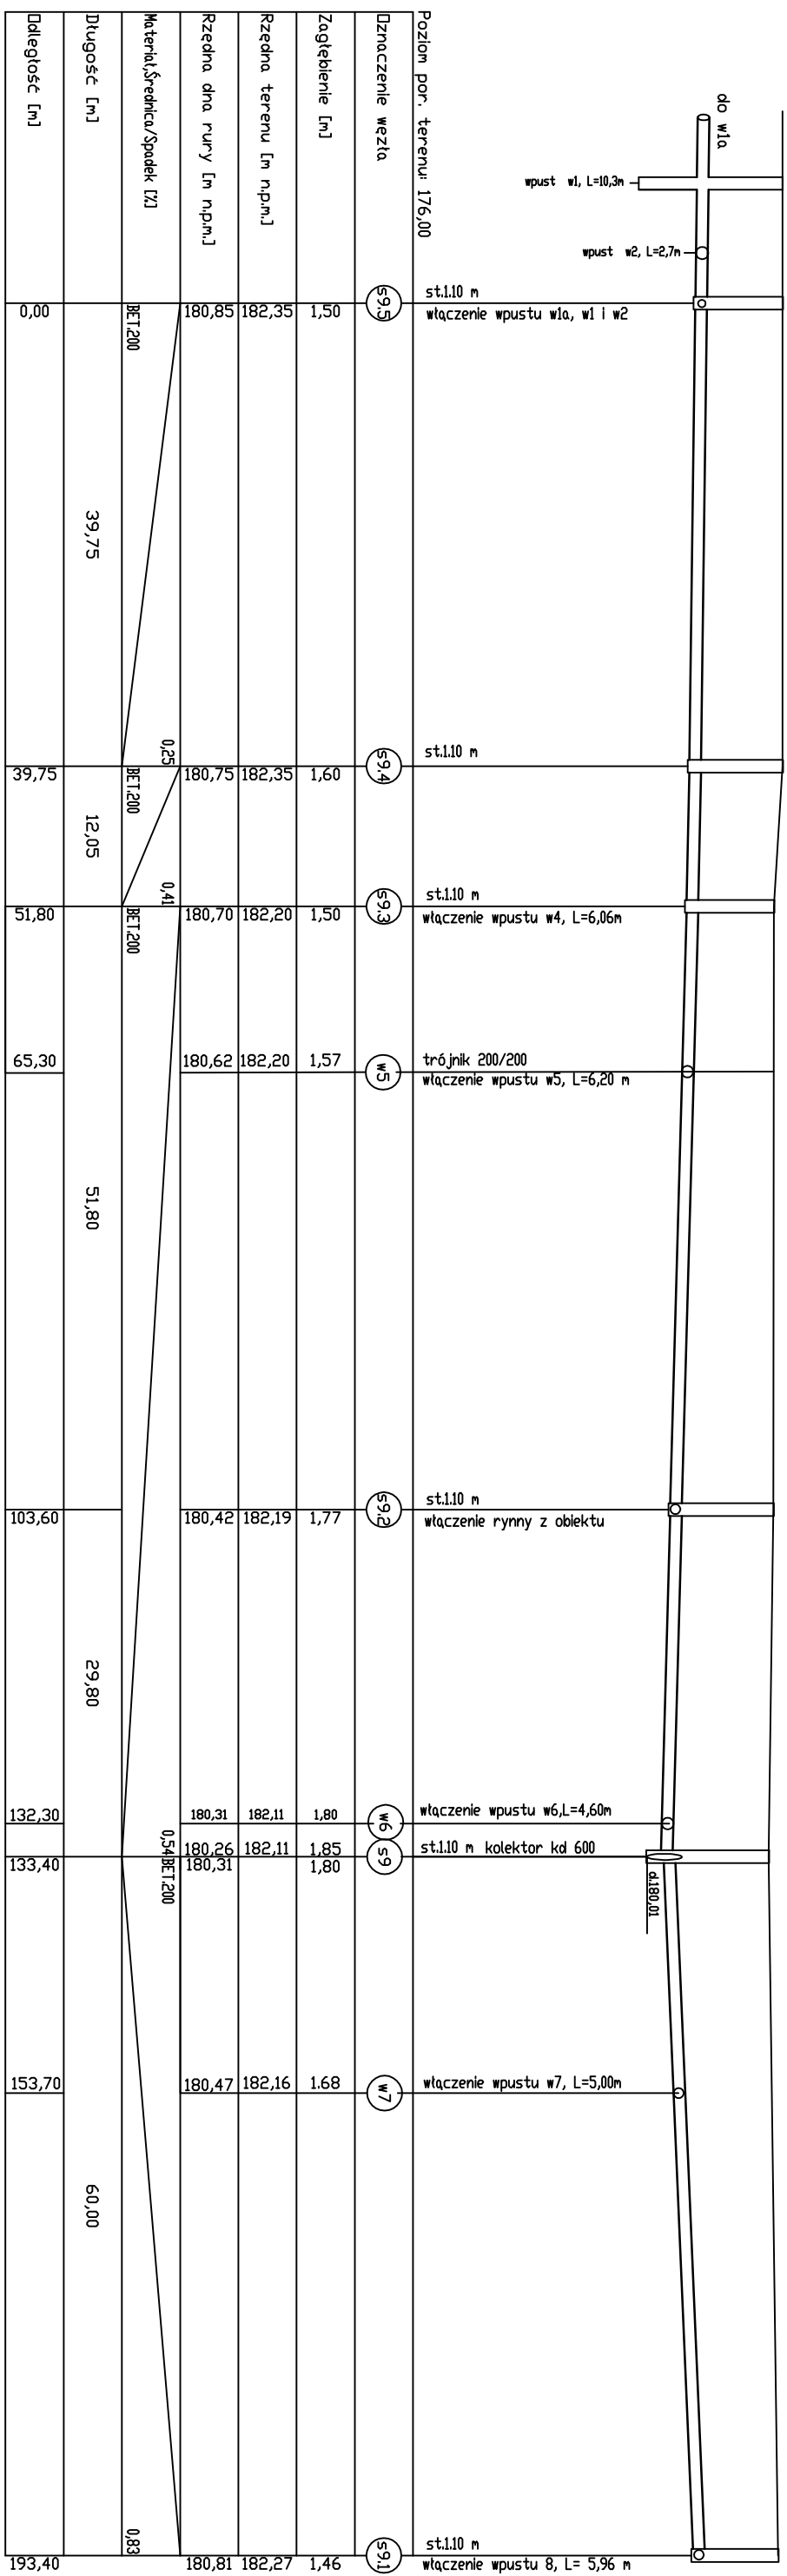 do w1a
wpust w1, L=10,3m
wpust w2, L=2,7m
st.1.10 m
włączenie wpustu w1a, w1 i w2
st.1.10 m
st.1.10 m
włączenie wpustu w4, L=6,06m
trójnik 200/200
włączenie wpustu w5, L=6,20 m
st.1.10 m
włączenie rynny z obiektu
włączenie wpustu w6,L=4,60m
st.1.10 m kolektor kd 600
d.180,01
włączenie wpustu w7, L=5,00m
st.1.10 m
włączenie wpustu 8, L= 5,96 m
Poziom por. terenu: 176,00
Oznaczenie węzła
s9.5
s9.4
s9.3
w5
s9.2
w6
s9
w7
s9.1
Zagłębienie [m]
1,50
1,60
1,50
1,57
1,77
1,80
1,85
1,80
1.68
1,46
Rzędna terenu [m n.p.m.]
182,35
182,35
182,20
182,20
182,19
182,11
182,11
182,16
182,27
Rzędna dna rury [m n.p.m.]
180,85
180,75
180,70
180,62
180,42
180,31
180,26
180,31
180,47
180,81
Materiał,Średnica/Spadek [%]
BET.200
0,25
BET.200
0,41
BET.200
0,54
BET.200
0,83
Długość [m]
39,75
12,05
51,80
29,80
60,00
Odległość [m]
0,00
39,75
51,80
65,30
103,60
132,30
133,40
153,70
193,40